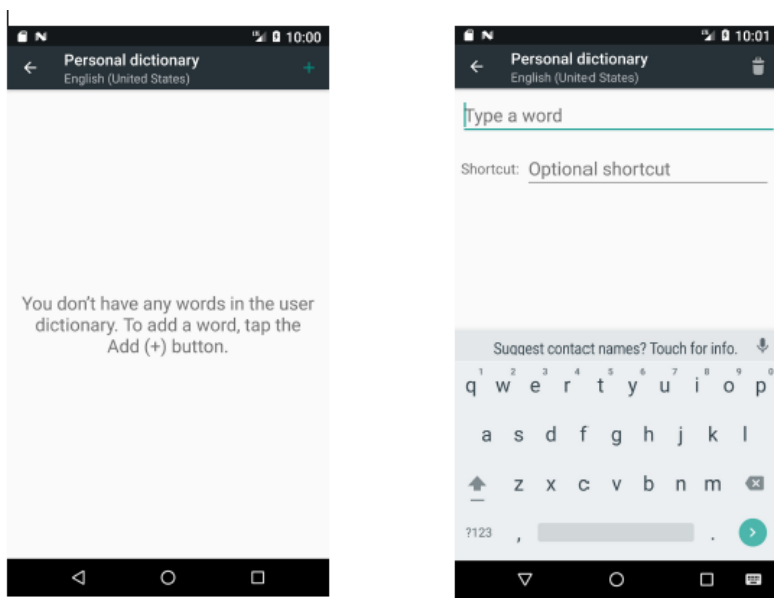 10:00
Personal dictionary
English (United States)
+
You don't have any words in the user
dictionary. To add a word, tap the
Add (+) button.
10:01
Personal dictionary
English (United States)
Type a word
Shortcut: Optional shortcut
Suggest contact names? Touch for info.
1 2 3 4 5 6 7 8 9 0
q w e r t y u i o p
a s d f g h j k l
z x c v b n m
?123 , .